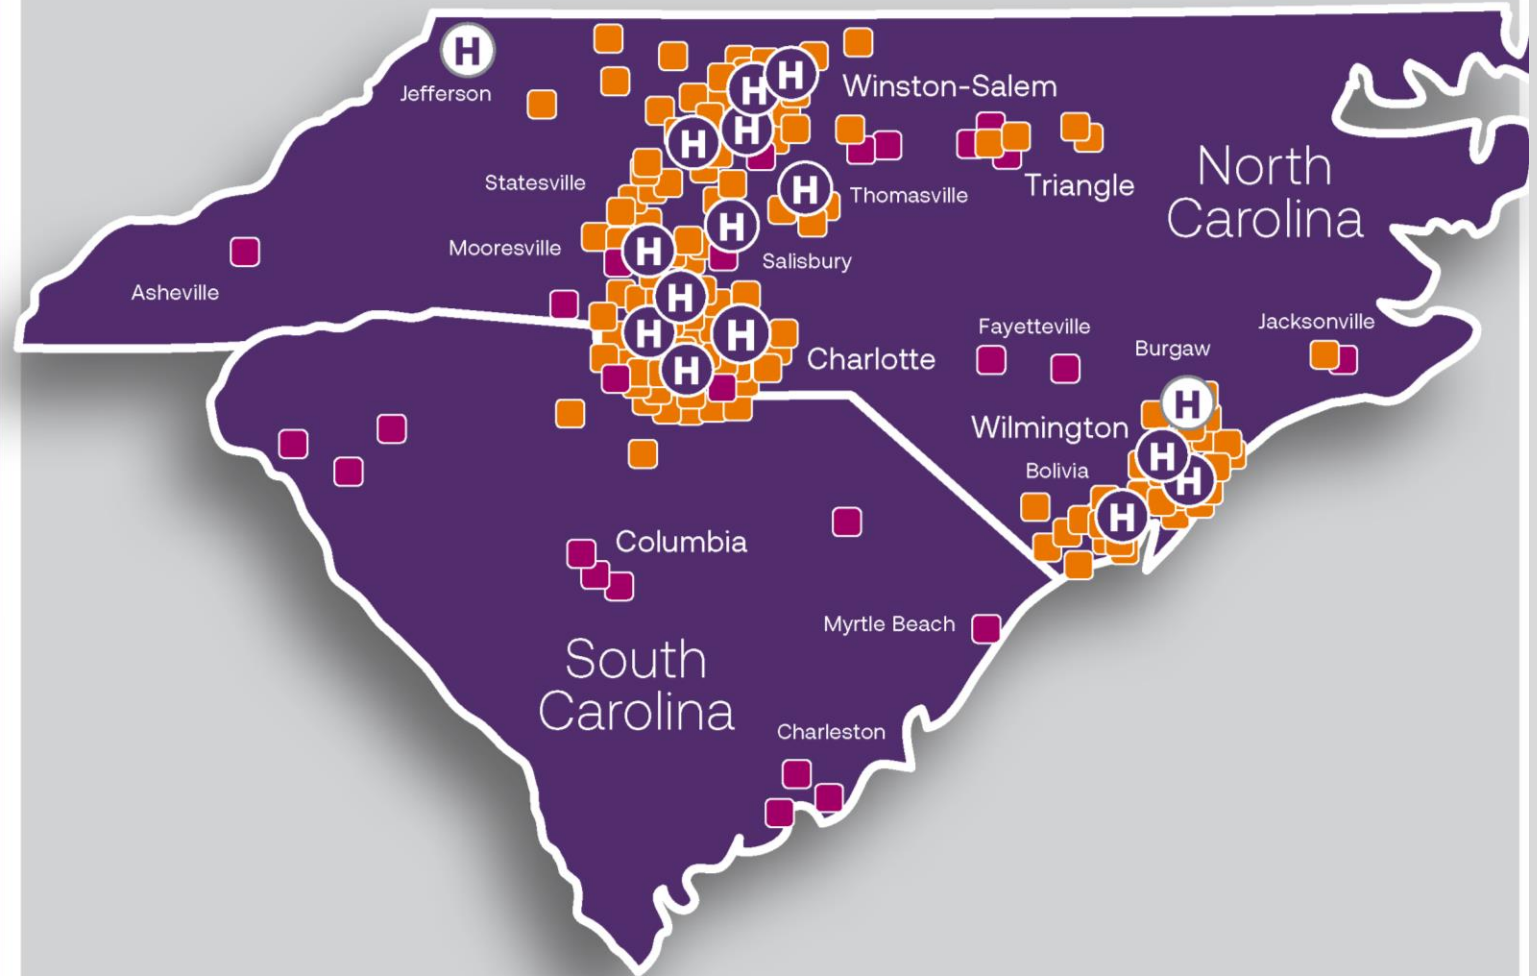 H
Jefferson
H
H
H
H
Winston-Salem
North
Carolina
Statesville
H
Thomasville
Triangle
H
Mooresville
H
Salisbury
Asheville
H
H
H
H
Charlotte
Fayetteville
Jacksonville
Burgaw
H
Wilmington
H
Bolivia
H
H
Columbia
Myrtle Beach
South
Carolina
Charleston